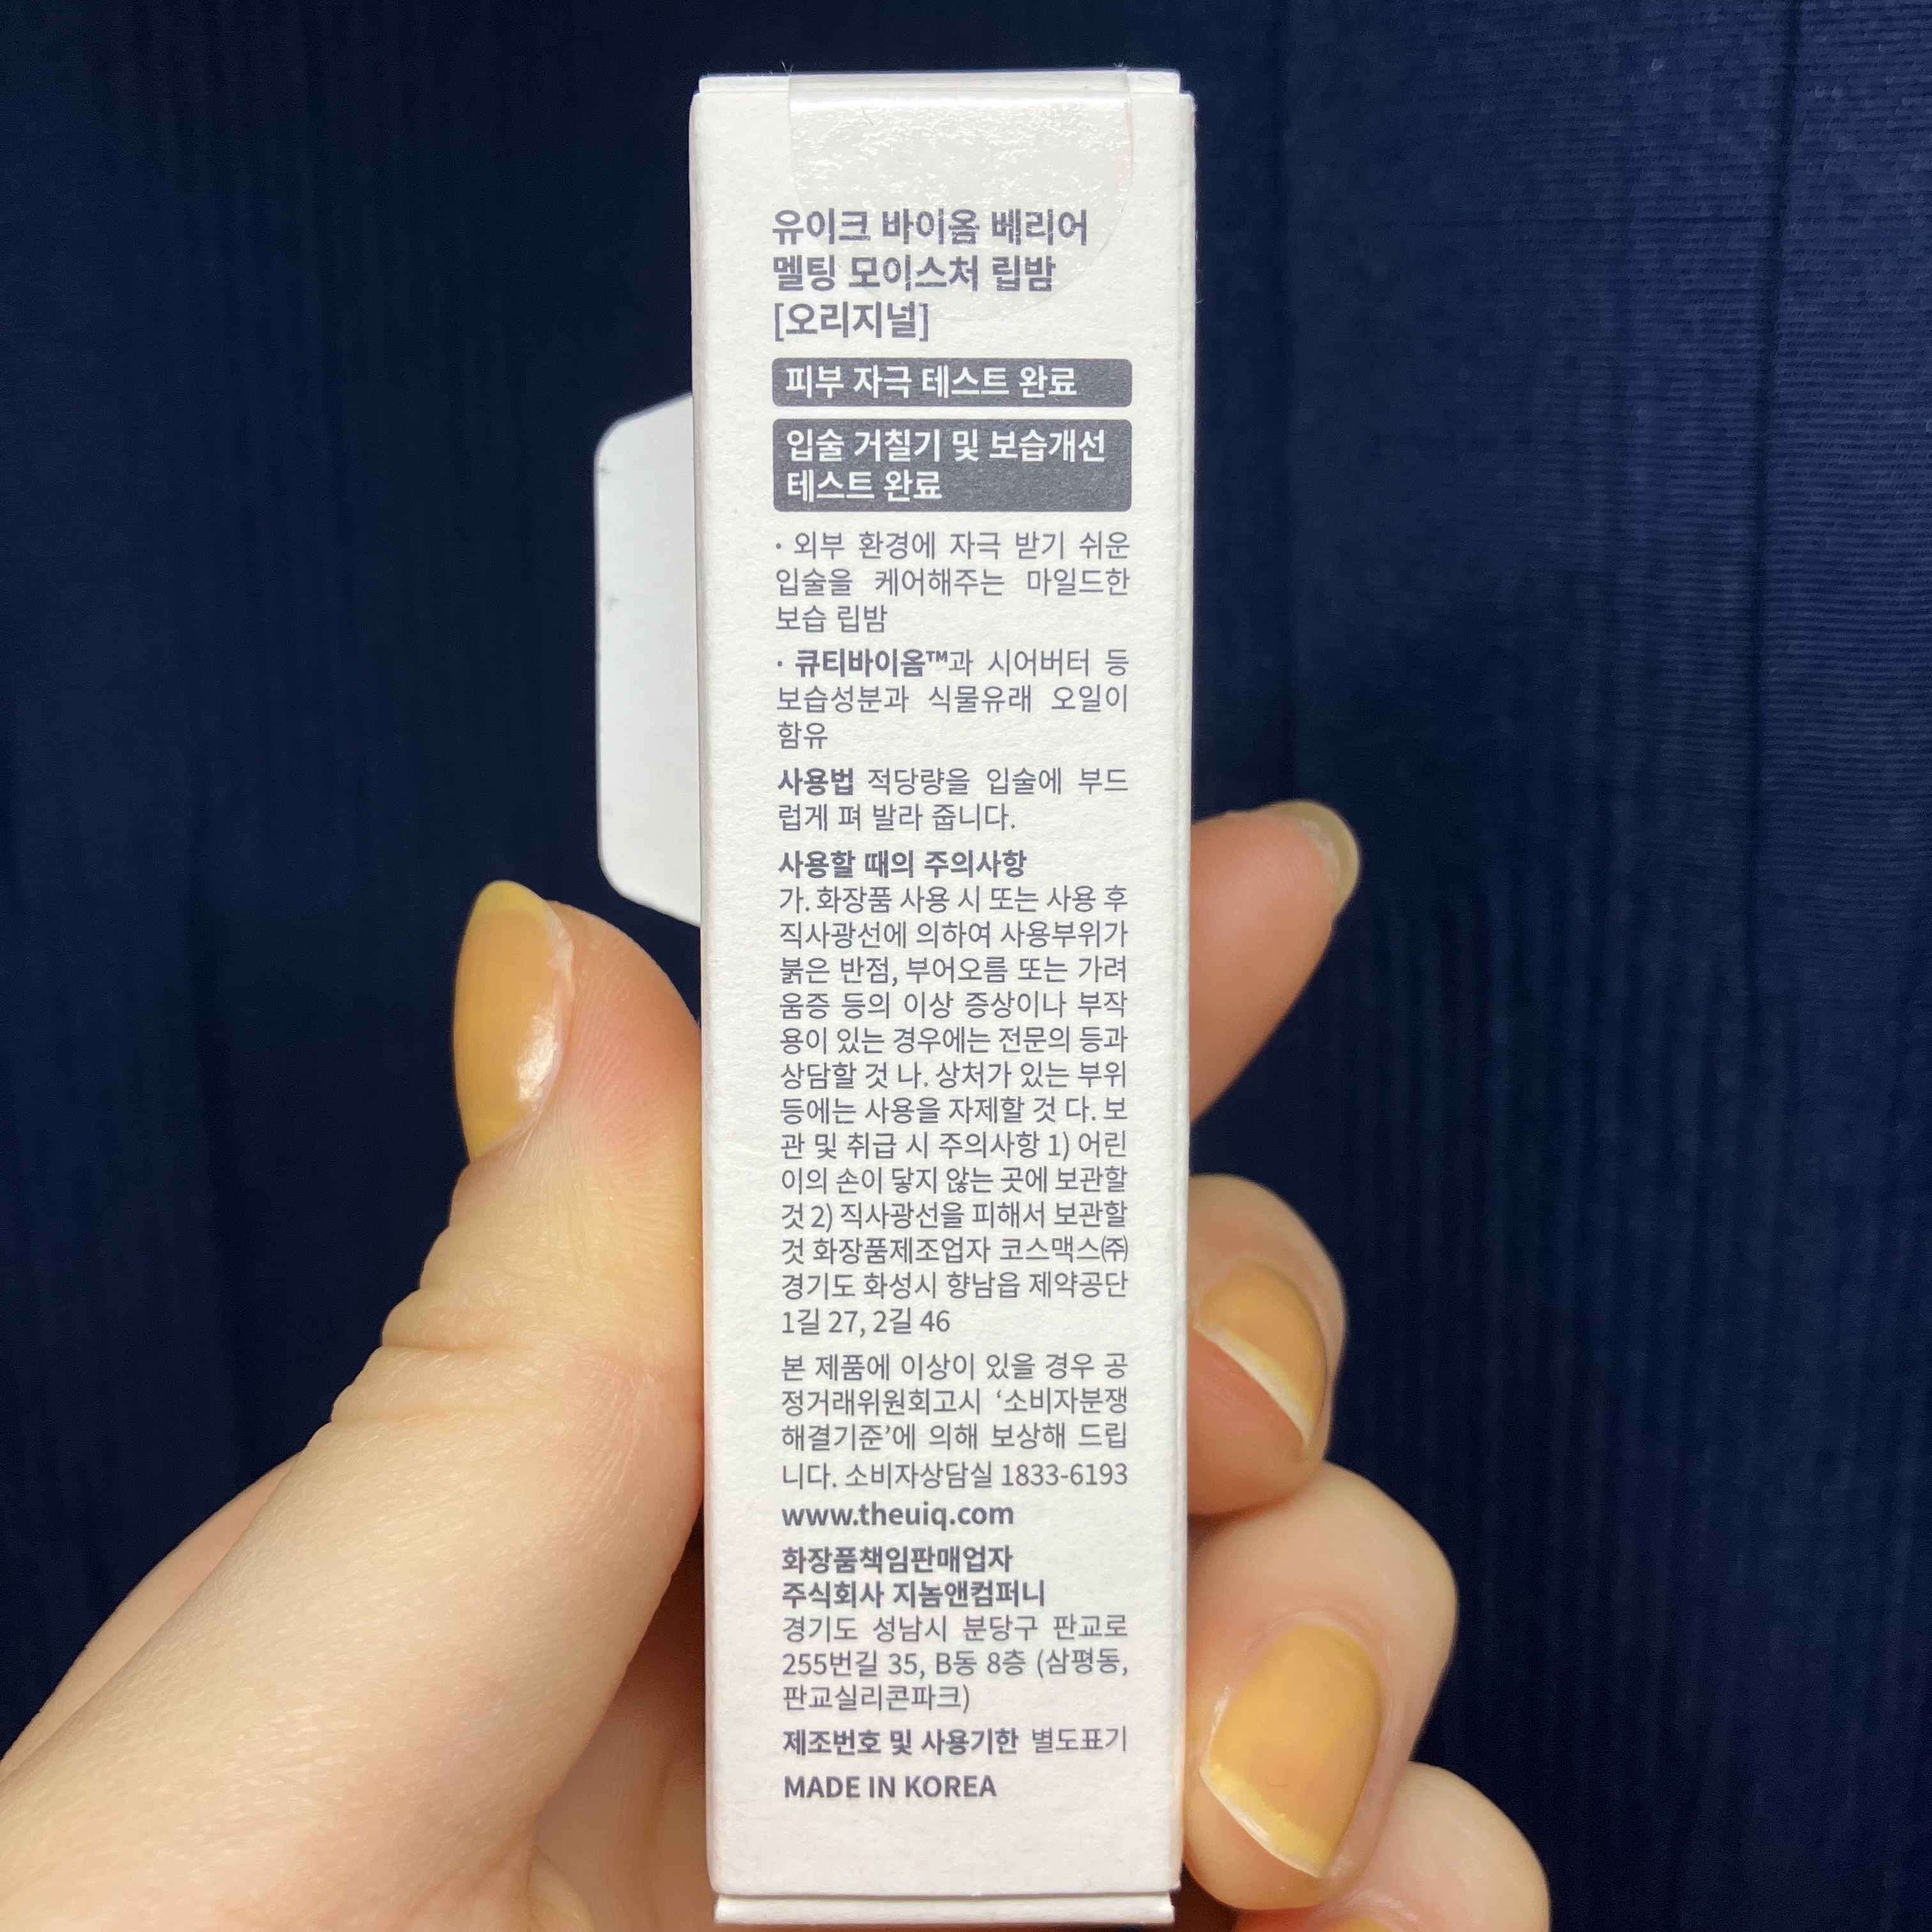 유이크 바이옴 베리어
멜팅 모이스처 립밤
[오리지널]
피부 자극 테스트 완료
입술 거칠기 및 보습개선
테스트 완료
· 외부 환경에 자극 받기 쉬운
입술을 케어해주는 마일드한
보습 립밤
· 큐티바이옴™과 시어버터 등
보습성분과 식물유래 오일이
함유
사용법 적당량을 입술에 부드
럽게 펴 발라 줍니다.
사용할 때의 주의사항
가. 화장품 사용 시 또는 사용 후
직사광선에 의하여 사용부위가
붉은 반점, 부어오름 또는 가려
움증 등의 이상 증상이나 부작
용이 있는 경우에는 전문의 등과
상담할 것 나. 상처가 있는 부위
등에는 사용을 자제할 것 다. 보
관 및 취급 시 주의사항 1) 어린
이의 손이 닿지 않는 곳에 보관할
것 2) 직사광선을 피해서 보관할
것 화장품제조업자 코스맥스㈜
경기도 화성시 향남읍 제약공단
1길 27, 2길 46
본 제품에 이상이 있을 경우 공
정거래위원회고시 ‘소비자분쟁
해결기준’에 의해 보상해 드립
니다. 소비자상담실 1833-6193
www.theuiq.com
화장품책임판매업자
주식회사 지놈앤컴퍼니
경기도 성남시 분당구 판교로
255번길 35, B동 8층 (삼평동,
판교실리콘파크)
제조번호 및 사용기한 별도표기
MADE IN KOREA